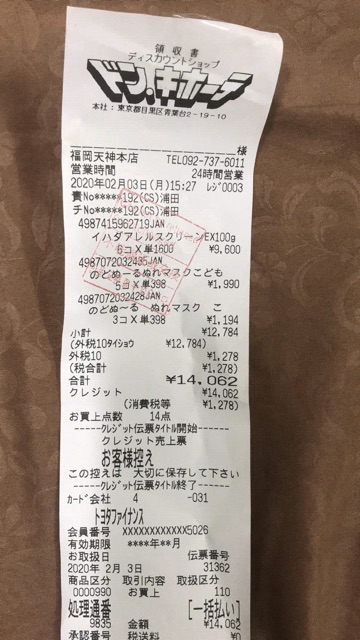 領収書
ディスカウントショップ
ドン.キホーテ
本社：東京都目黒区青葉台2-19-10
様
福岡天神本店 TEL092-737-6011
営業時間 24時間営業
2020年02月03日(月)15:27 ﾚｼﾞ0003
責No*****192(CS)浦田
チNo*****192(CS)浦田
4987415962719JAN
イハダアレルスクリーンEX100g
6コ X単1600 ¥9,600
4987072032435JAN
のどぬ～るぬれマスクこども
5コ X単398 ¥1,990
4987072032428JAN
のどぬ～る ぬれマスク こ
3コ X単398 ¥1,194
小計 ¥12,784
(外税10ﾀｲｼｮｳ ¥12,784)
外税10 ¥1,278
(税合計 ¥1,278)
合計 ¥14,062
クレジット ¥14,062
(消費税等 ¥1,278)
お買上点数 14点
-----ｸﾚｼﾞｯﾄ伝票ﾀｲﾄﾙ開始-----
クレジット売上票
お客様控え
この控えは 大切に保存して下さい
-----ｸﾚｼﾞｯﾄ伝票ﾀｲﾄﾙ終了-----
ｶｰﾄﾞ会社 4 -031
ﾄﾖﾀﾌｧｲﾅﾝｽ
会員番号 XXXXXXXXXXXX5026
有効期限 ****年**月
お取扱日 伝票番号
2020年 2月 3日 31362
商品区分 取引内容 取扱区分
0000990 お買上 110
処理通番 [一括払い]
9835 金額 ¥14,062
承認番号 税送料 ¥0